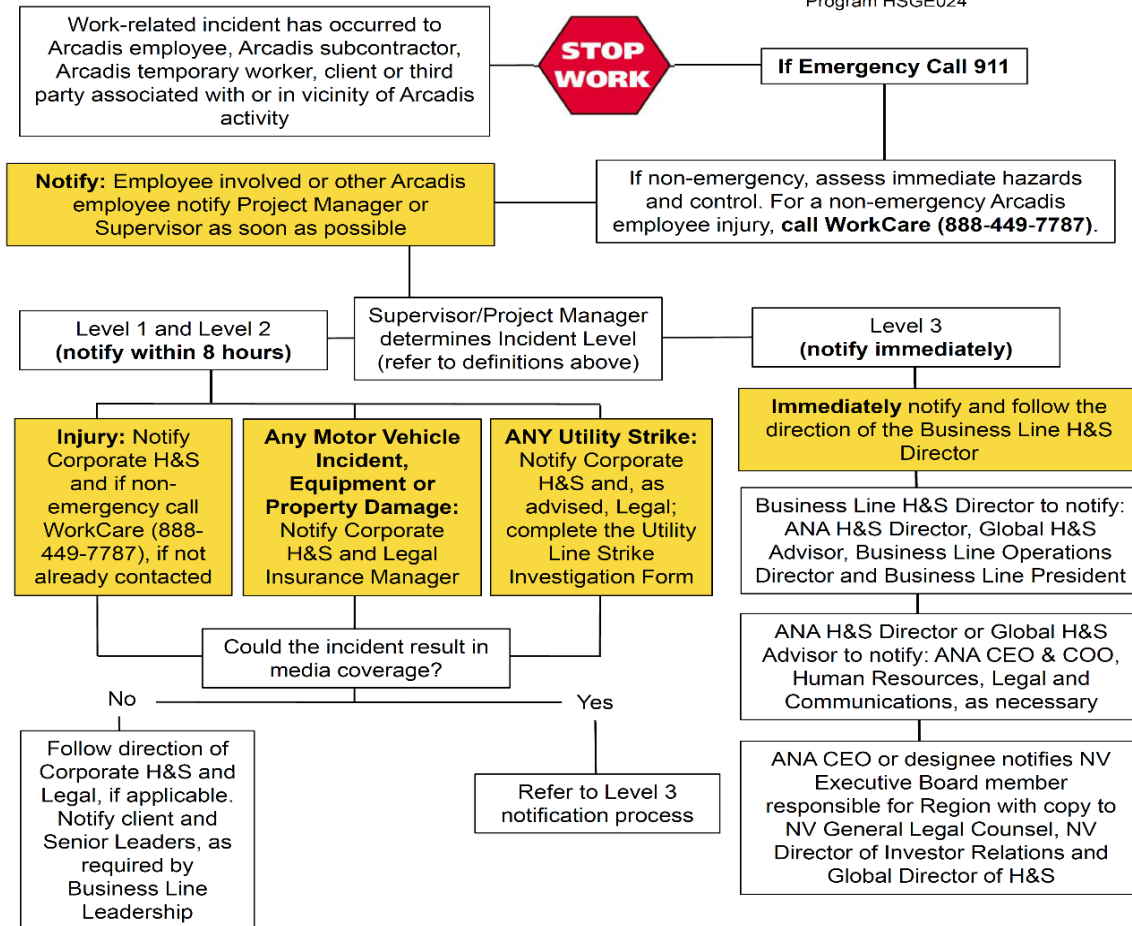 Program HSGE024
Work-related incident has occurred to
Arcadis employee, Arcadis subcontractor,
Arcadis temporary worker, client or third
party associated with or in vicinity of Arcadis
activity
STOP
WORK
If Emergency Call 911
Notify: Employee involved or other Arcadis
employee notify Project Manager or
Supervisor as soon as possible
If non-emergency, assess immediate hazards
and control. For a non-emergency Arcadis
employee injury, call WorkCare (888-449-7787).
Level 1 and Level 2
(notify within 8 hours)
Supervisor/Project Manager
determines Incident Level
(refer to definitions above)
Level 3
(notify immediately)
Injury: Notify
Corporate H&S
and if non-
emergency call
WorkCare (888-
449-7787), if not
already contacted
Any Motor Vehicle
Incident,
Equipment or
Property Damage:
Notify Corporate
H&S and Legal
Insurance Manager
ANY Utility Strike:
Notify Corporate
H&S and, as
advised, Legal;
complete the Utility
Line Strike
Investigation Form
Immediately notify and follow the
direction of the Business Line H&S
Director
Business Line H&S Director to notify:
ANA H&S Director, Global H&S
Advisor, Business Line Operations
Director and Business Line President
Could the incident result in
media coverage?
ANA H&S Director or Global H&S
Advisor to notify: ANA CEO & COO,
Human Resources, Legal and
Communications, as necessary
No
Yes
Follow direction of
Corporate H&S and
Legal, if applicable.
Notify client and
Senior Leaders, as
required by
Business Line
Leadership
Refer to Level 3
notification process
ANA CEO or designee notifies NV
Executive Board member
responsible for Region with copy to
NV General Legal Counsel, NV
Director of Investor Relations and
Global Director of H&S